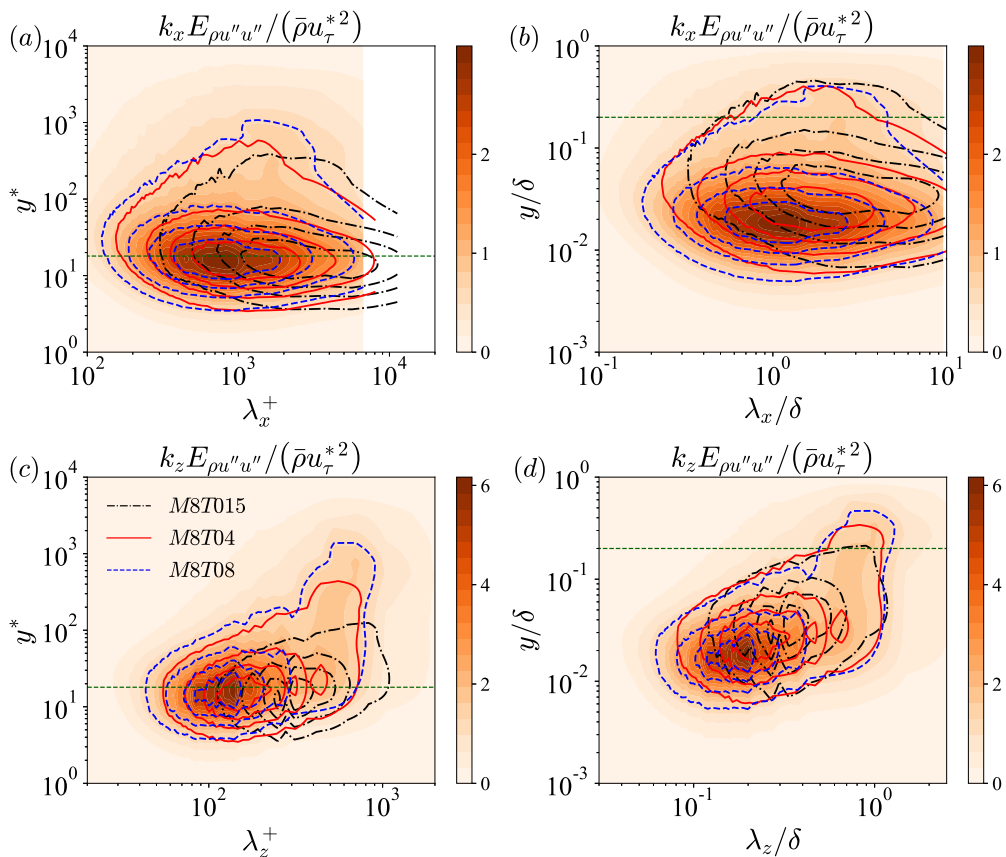 (a) k_x E_{ρu″u″}/(ρ̄u_τ^{*2})
10^4
10^3
10^2
10^1
10^0
y^*
10^2 10^3 10^4
λ_x^+
2
1
0
(b) k_x E_{ρu″u″}/(ρ̄u_τ^{*2})
10^0
10^{-1}
10^{-2}
10^{-3}
y/δ
10^{-1} 10^0 10^1
λ_x/δ
2
1
0
(c) k_z E_{ρu″u″}/(ρ̄u_τ^{*2})
10^4
10^3
10^2
10^1
10^0
y^*
M8T015
M8T04
M8T08
10^2 10^3
λ_z^+
6
4
2
0
(d) k_z E_{ρu″u″}/(ρ̄u_τ^{*2})
10^0
10^{-1}
10^{-2}
10^{-3}
y/δ
10^{-1} 10^0
λ_z/δ
6
4
2
0